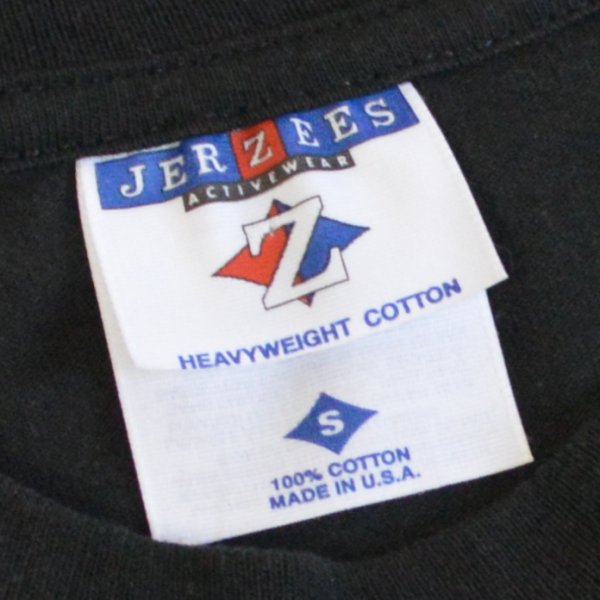 JERZEES
ACTIVEWEAR
Z
HEAVYWEIGHT COTTON
S
100% COTTON
MADE IN U.S.A.